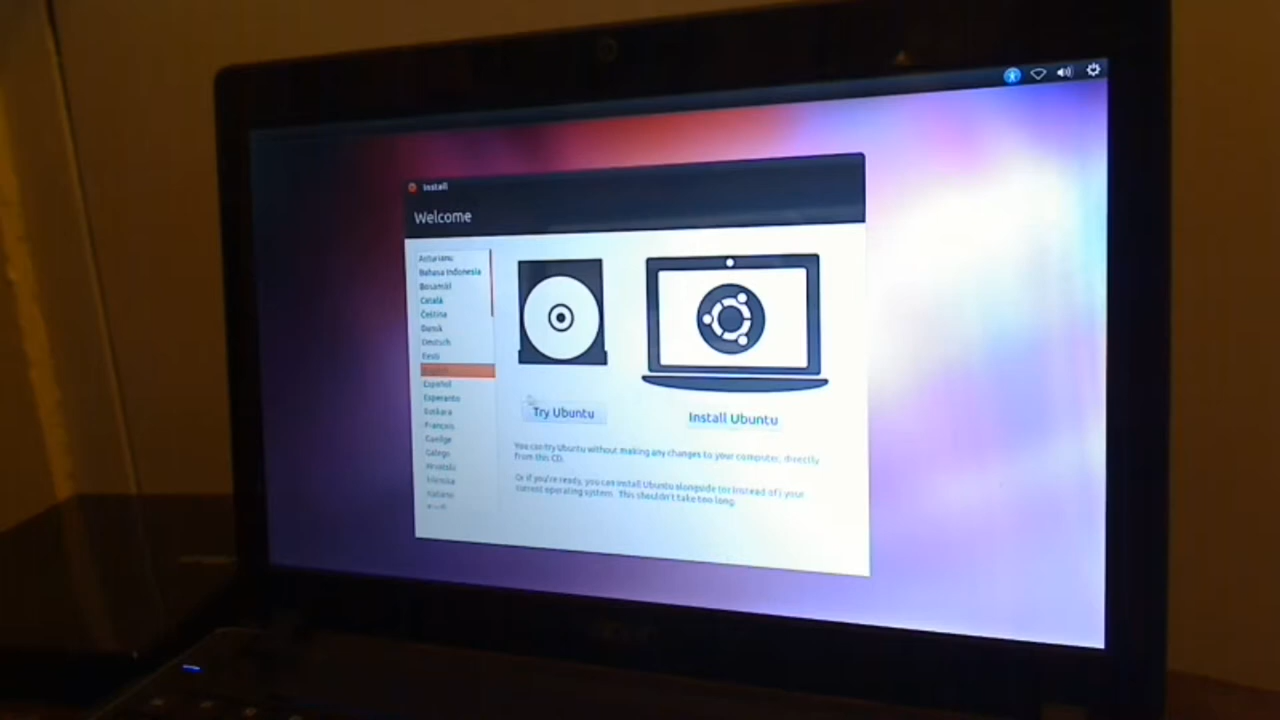 Install
Welcome
Asturianu
Bahasa Indonesia
Bosanski
Català
Čeština
Dansk
Deutsch
Eesti
English
Español
Esperanto
Euskara
Français
Gaeilge
Galego
Hrvatski
Íslenska
Italiano
Try Ubuntu
Install Ubuntu
You can try Ubuntu without making any changes to your computer, directly
from this CD.
Or if you're ready, you can install Ubuntu alongside (or instead of) your
current operating system. This shouldn't take too long.